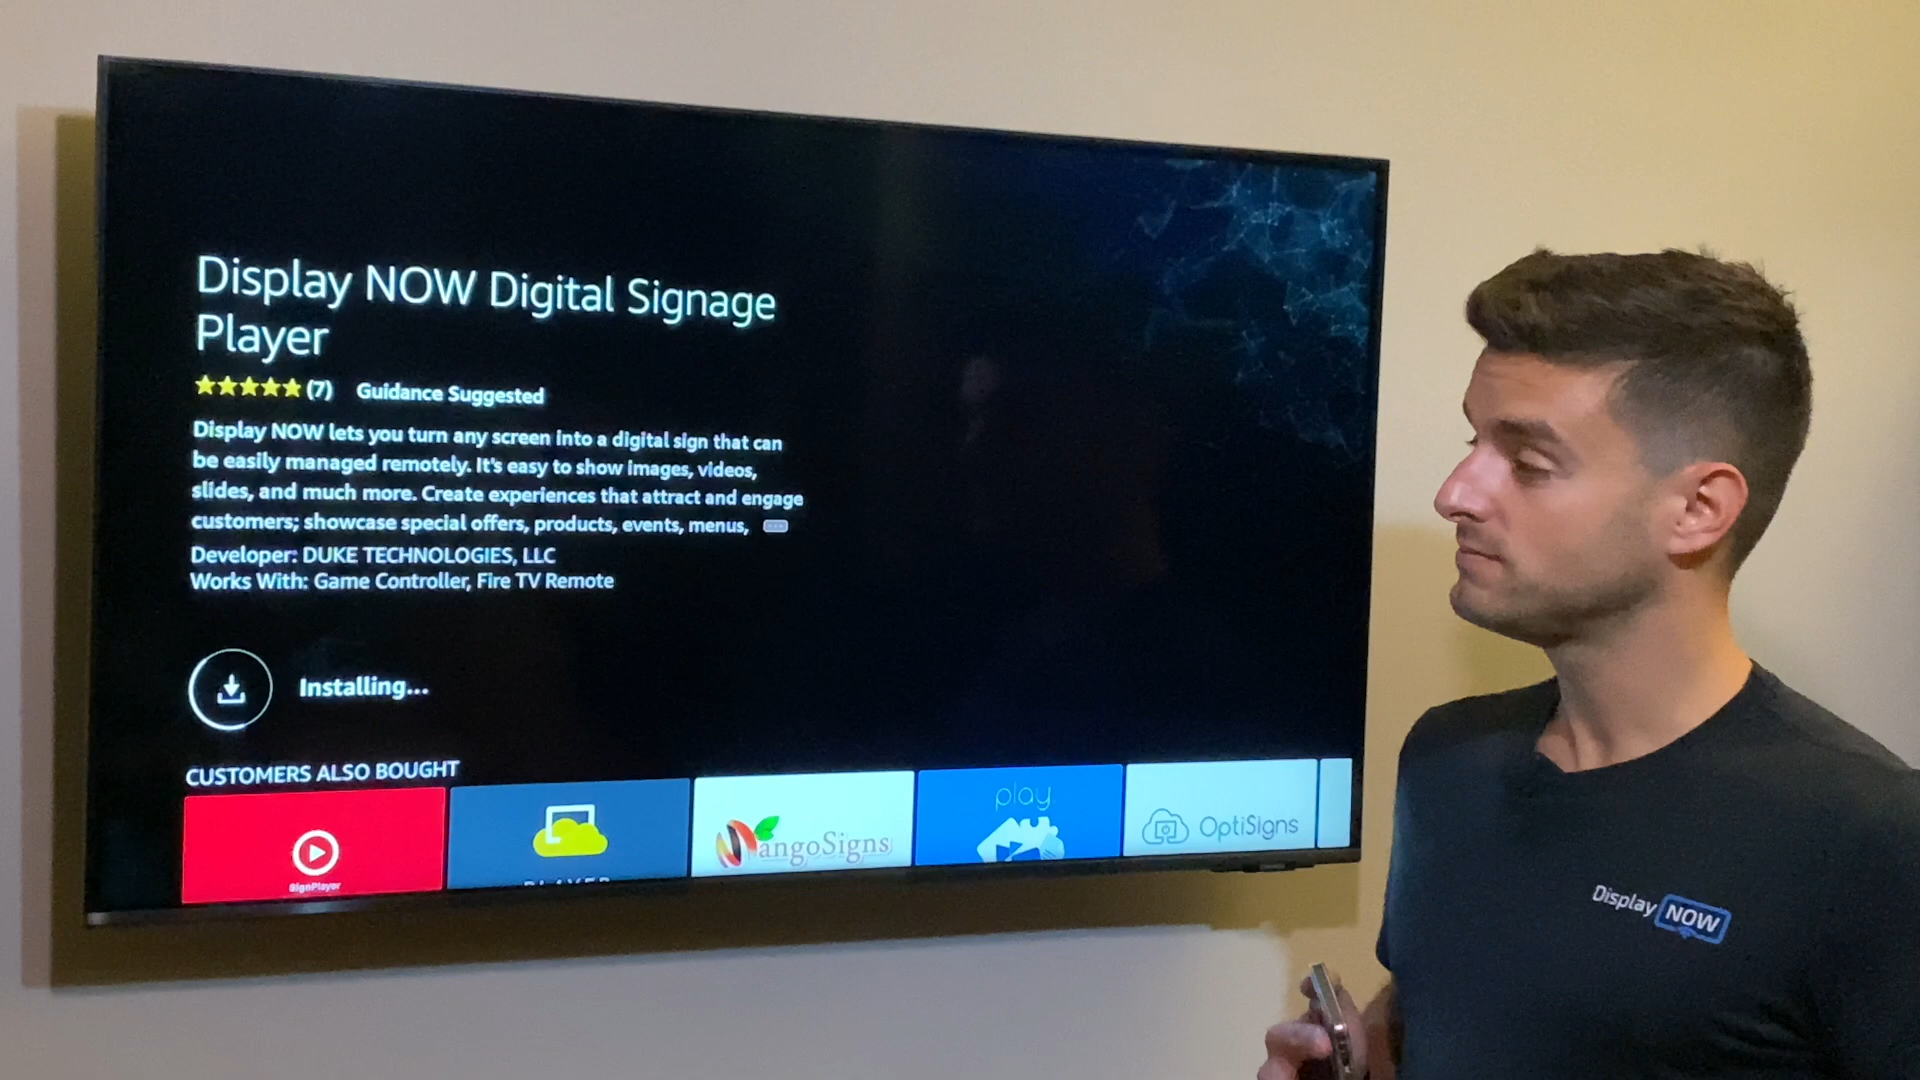 Display NOW Digital Signage
Player
(7) Guidance Suggested
Display NOW lets you turn any screen into a digital sign that can
be easily managed remotely. It's easy to show images, videos,
slides, and much more. Create experiences that attract and engage
customers; showcase special offers, products, events, menus,
Developer: DUKE TECHNOLOGIES, LLC
Works With: Game Controller, Fire TV Remote
Installing...
CUSTOMERS ALSO BOUGHT
SignPlayer
PLAYER
MangoSigns
play
OptiSigns
Display NOW